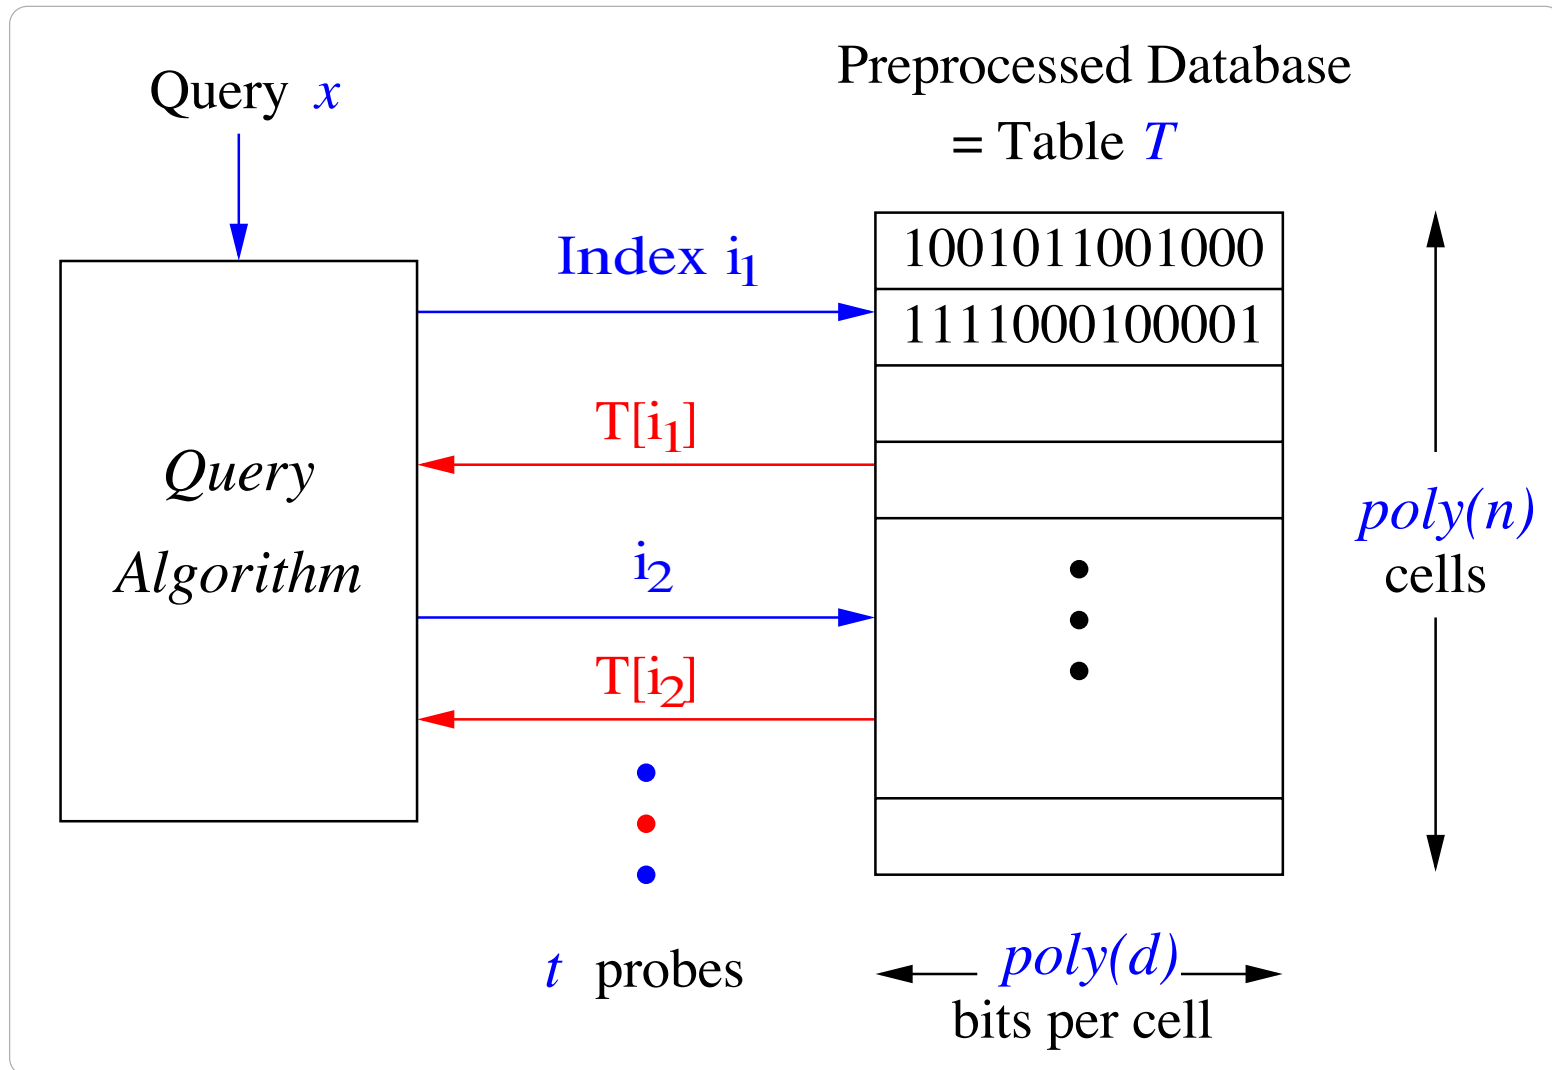 Query x
Preprocessed Database
= Table T
Index i1
1001011001000
1111000100001
T[i1]
Query
Algorithm
i2
T[i2]
poly(n)
cells
t probes
poly(d)
bits per cell